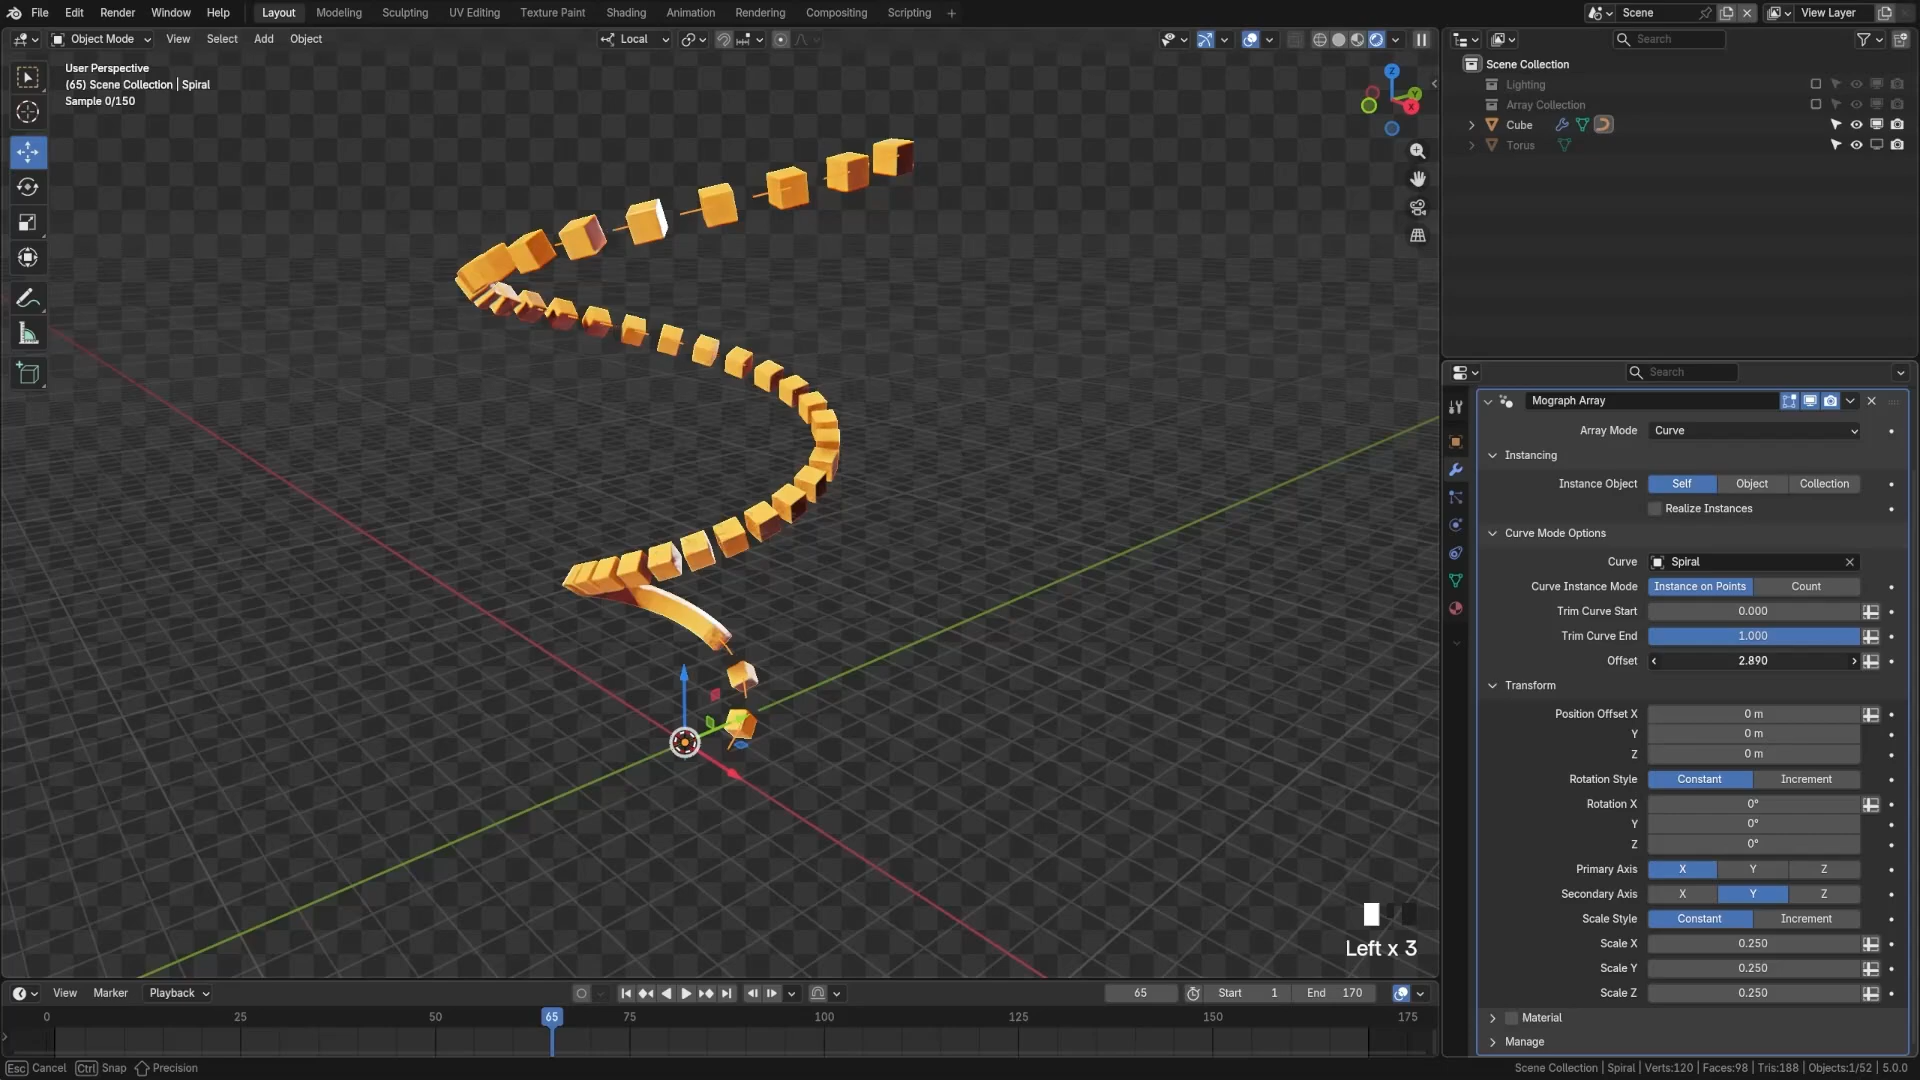 File Edit Render Window Help Layout Modeling Sculpting UV Editing Texture Paint Shading Animation Rendering Compositing Scripting + Scene View Layer
Object Mode View Select Add Object Local Search
User Perspective
(65) Scene Collection | Spiral
Sample 0/150
Z
Y
X
Scene Collection
Lighting
Array Collection
Cube
Torus
Search
Mograph Array
Array Mode Curve
Instancing
Instance Object Self Object Collection
Realize Instances
Curve Mode Options
Curve Spiral
Curve Instance Mode Instance on Points Count
Trim Curve Start 0.000
Trim Curve End 1.000
Offset 2.890
Transform
Position Offset X 0 m
Y 0 m
Z 0 m
Rotation Style Constant Increment
Rotation X 0°
Y 0°
Z 0°
Primary Axis X Y Z
Secondary Axis X Y Z
Scale Style Constant Increment
Scale X 0.250
Scale Y 0.250
Scale Z 0.250
Material
Manage
Left x 3
View Marker Playback 65 Start 1 End 170
0 25 50 65 75 100 125 150 175
Esc Cancel Ctrl Snap Precision Scene Collection | Spiral | Verts:120 | Faces:98 | Tris:188 | Objects:1/52 | 5.0.0